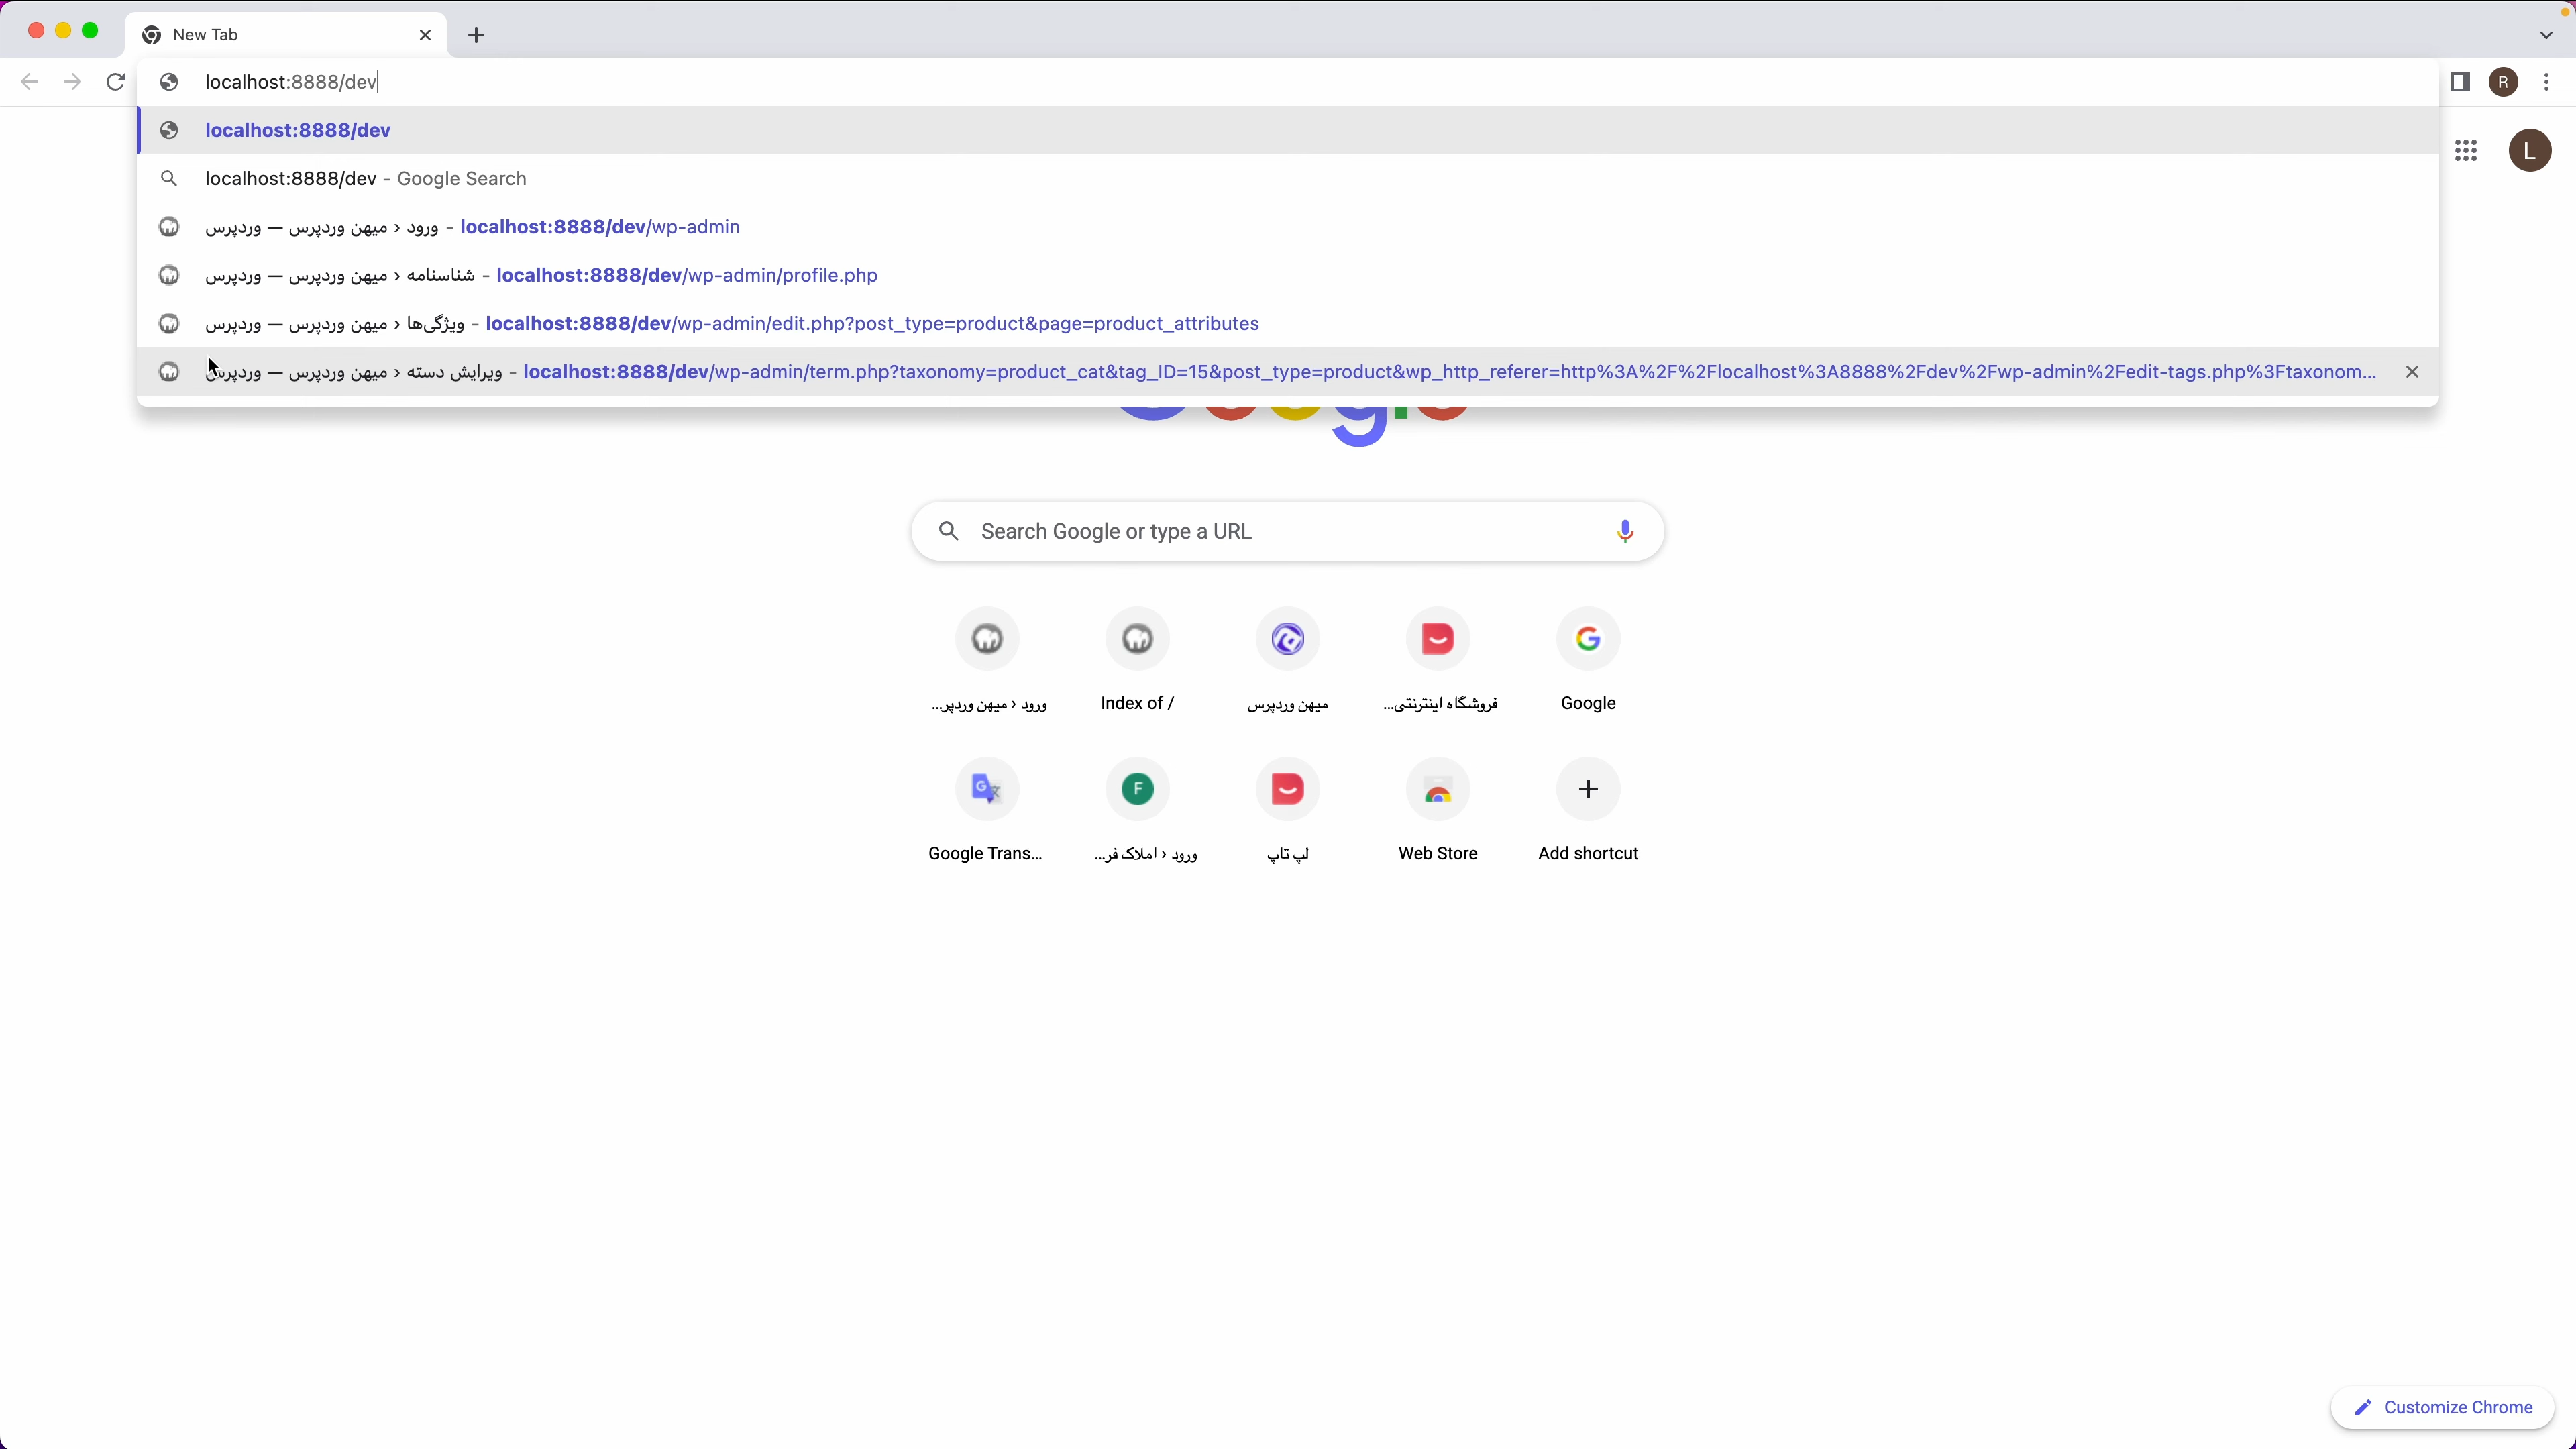 New Tab
localhost:8888/dev
R
localhost:8888/dev
L
localhost:8888/dev - Google Search
ورود ‹ میهن وردپرس — وردپرس - localhost:8888/dev/wp-admin
شناسنامه ‹ میهن وردپرس — وردپرس - localhost:8888/dev/wp-admin/profile.php
ویژگی‌ها ‹ میهن وردپرس — وردپرس - localhost:8888/dev/wp-admin/edit.php?post_type=product&page=product_attributes
ویرایش دسته ‹ میهن وردپرس — وردپرس - localhost:8888/dev/wp-admin/term.php?taxonomy=product_cat&tag_ID=15&post_type=product&wp_http_referer=http%3A%2F%2Flocalhost%3A8888%2Fdev%2Fwp-admin%2Fedit-tags.php%3Ftaxonom...
Search Google or type a URL
ورود ‹ میهن وردپر...
Index of /
میهن وردپرس
فروشگاه اینترنتی...
Google
F
Google Trans...
ورود ‹ املاک فر...
لپ تاپ
Web Store
Add shortcut
Customize Chrome